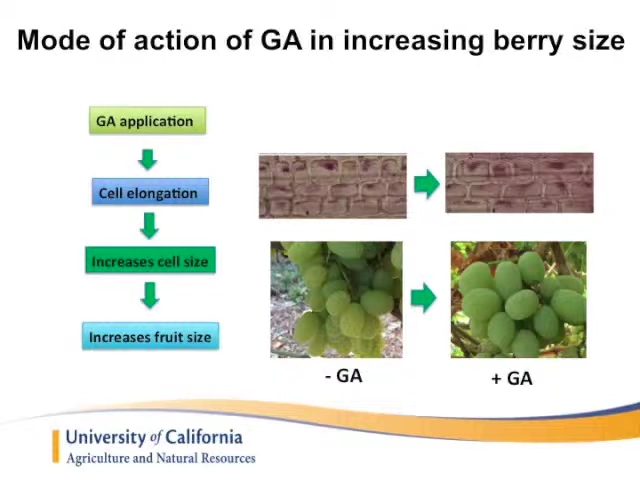 Mode of action of GA in increasing berry size
GA application
Cell elongation
Increases cell size
Increases fruit size
- GA
+ GA
University of California
Agriculture and Natural Resources